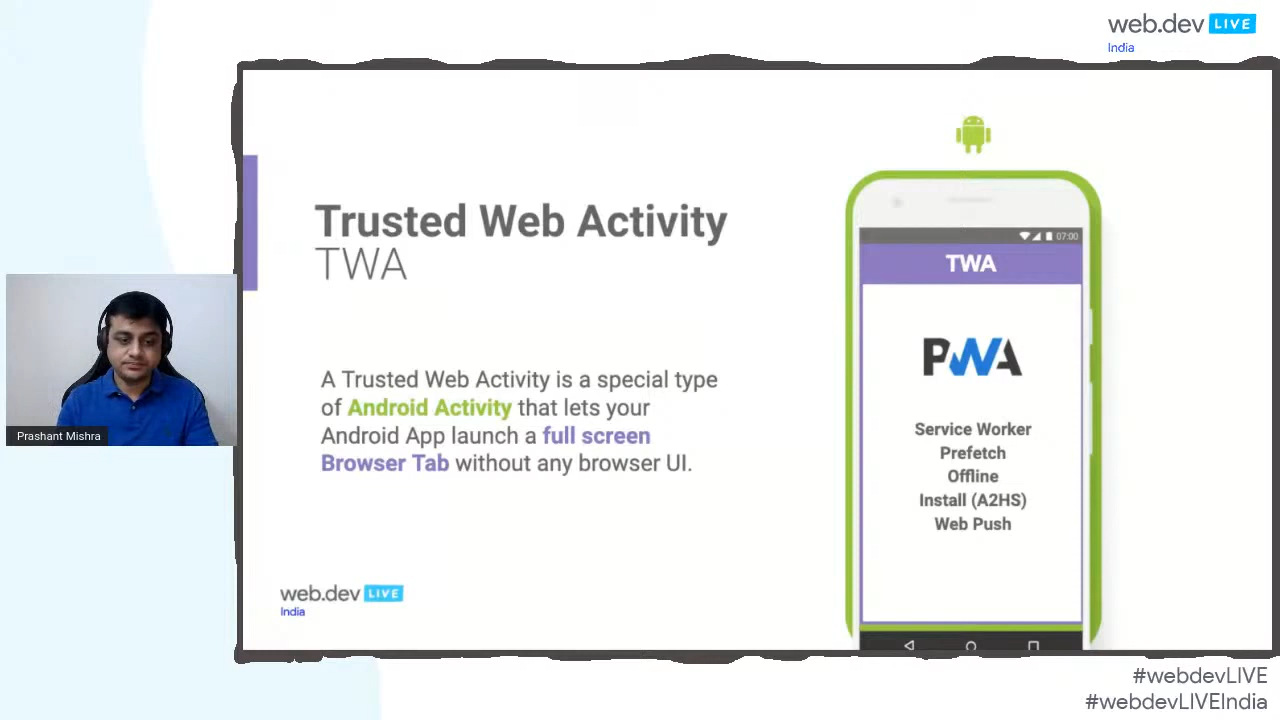 web.dev LIVE
India
Trusted Web Activity
TWA
A Trusted Web Activity is a special type
of Android Activity that lets your
Android App launch a full screen
Browser Tab without any browser UI.
web.dev LIVE
India
07:00
TWA
PWA
Service Worker
Prefetch
Offline
Install (A2HS)
Web Push
Prashant Mishra
#webdevLIVE
#webdevLIVEIndia